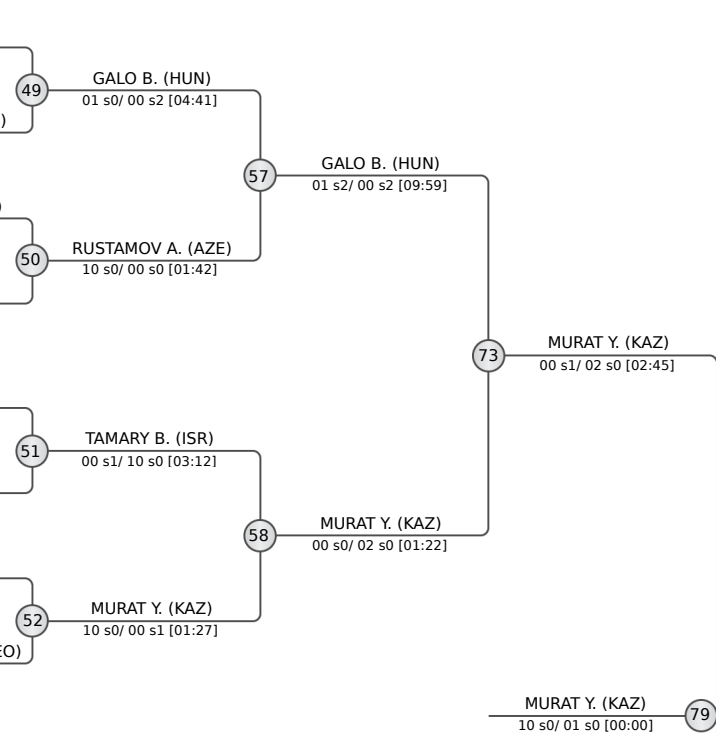 GALO B. (HUN)
49
01 s0/ 00 s2 [04:41]
)
GALO B. (HUN)
57
01 s2/ 00 s2 [09:59]
)
RUSTAMOV A. (AZE)
50
10 s0/ 00 s0 [01:42]
MURAT Y. (KAZ)
73
00 s1/ 02 s0 [02:45]
TAMARY B. (ISR)
51
00 s1/ 10 s0 [03:12]
MURAT Y. (KAZ)
58
00 s0/ 02 s0 [01:22]
MURAT Y. (KAZ)
52
10 s0/ 00 s1 [01:27]
EO)
MURAT Y. (KAZ)
79
10 s0/ 01 s0 [00:00]